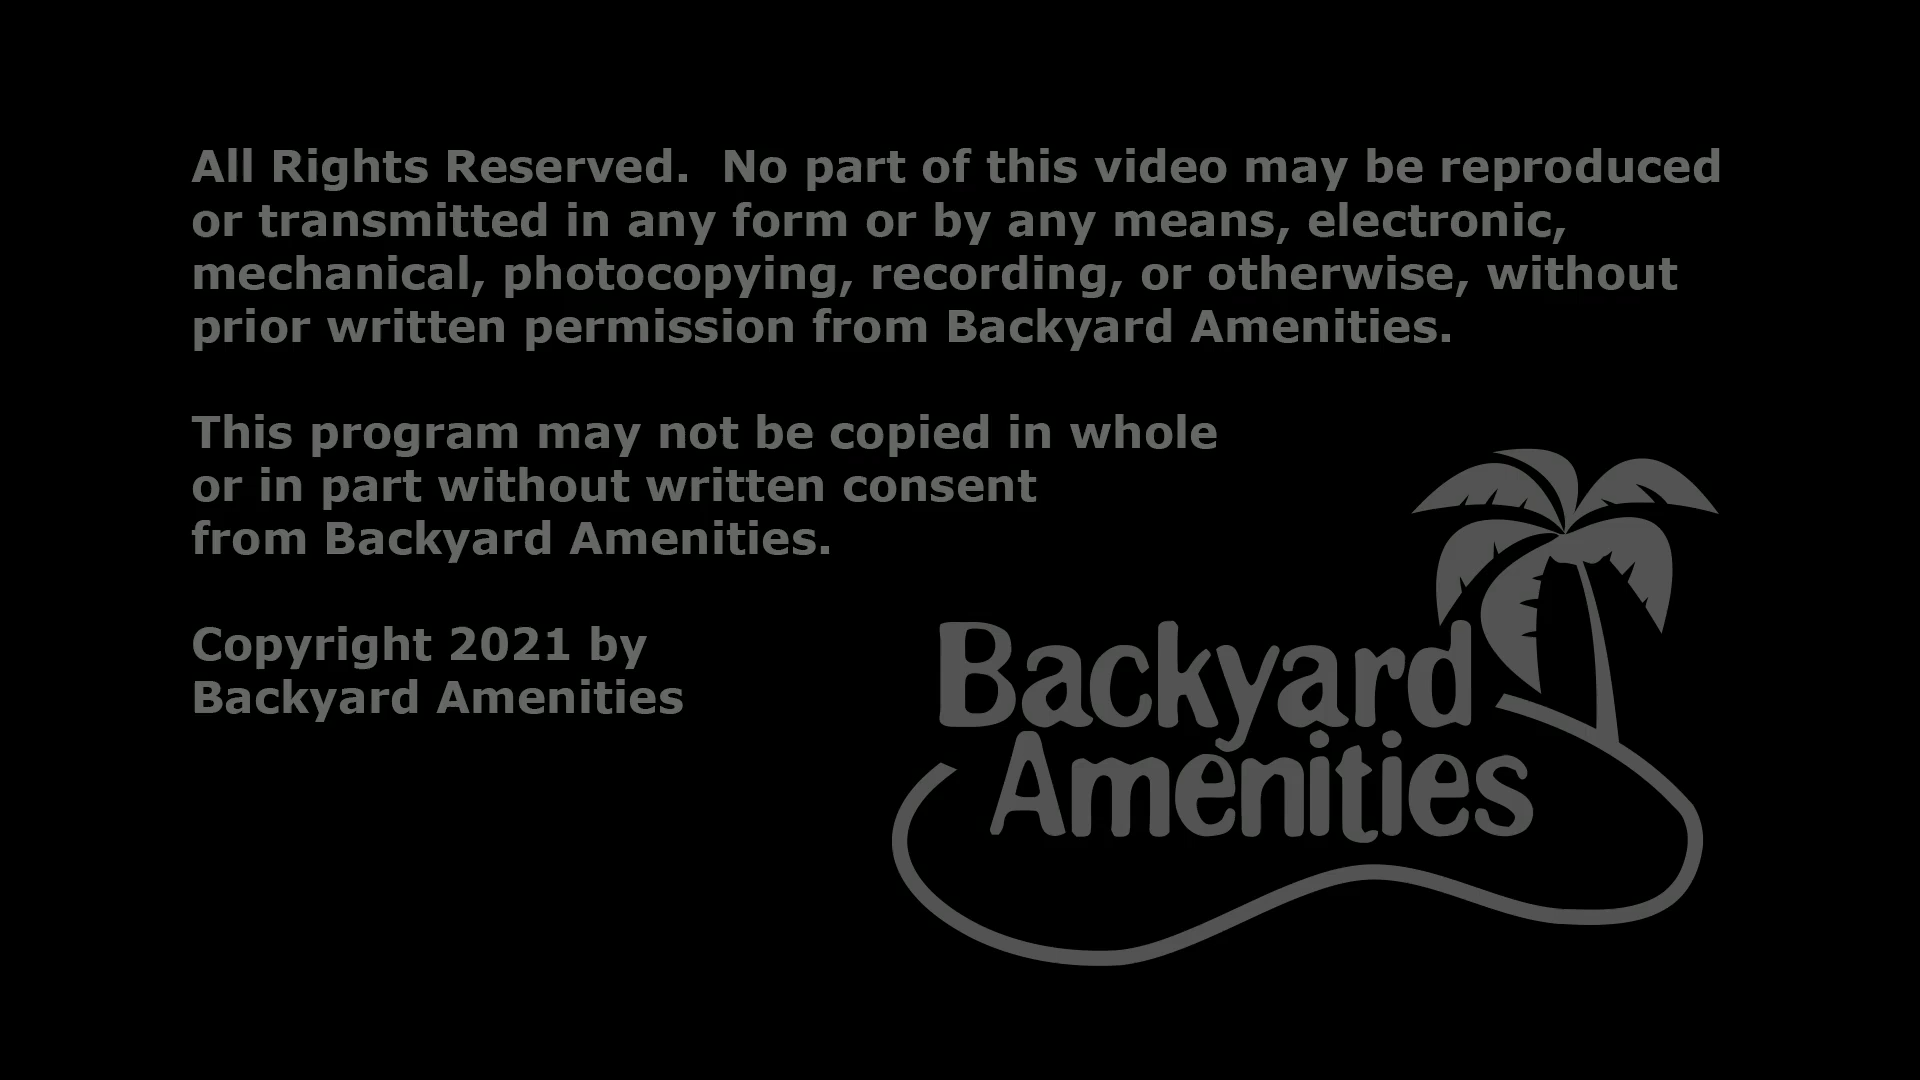 All Rights Reserved.  No part of this video may be reproduced
or transmitted in any form or by any means, electronic,
mechanical, photocopying, recording, or otherwise, without
prior written permission from Backyard Amenities.
This program may not be copied in whole
or in part without written consent
from Backyard Amenities.
Copyright 2021 by
Backyard Amenities
Backyard
Amenities